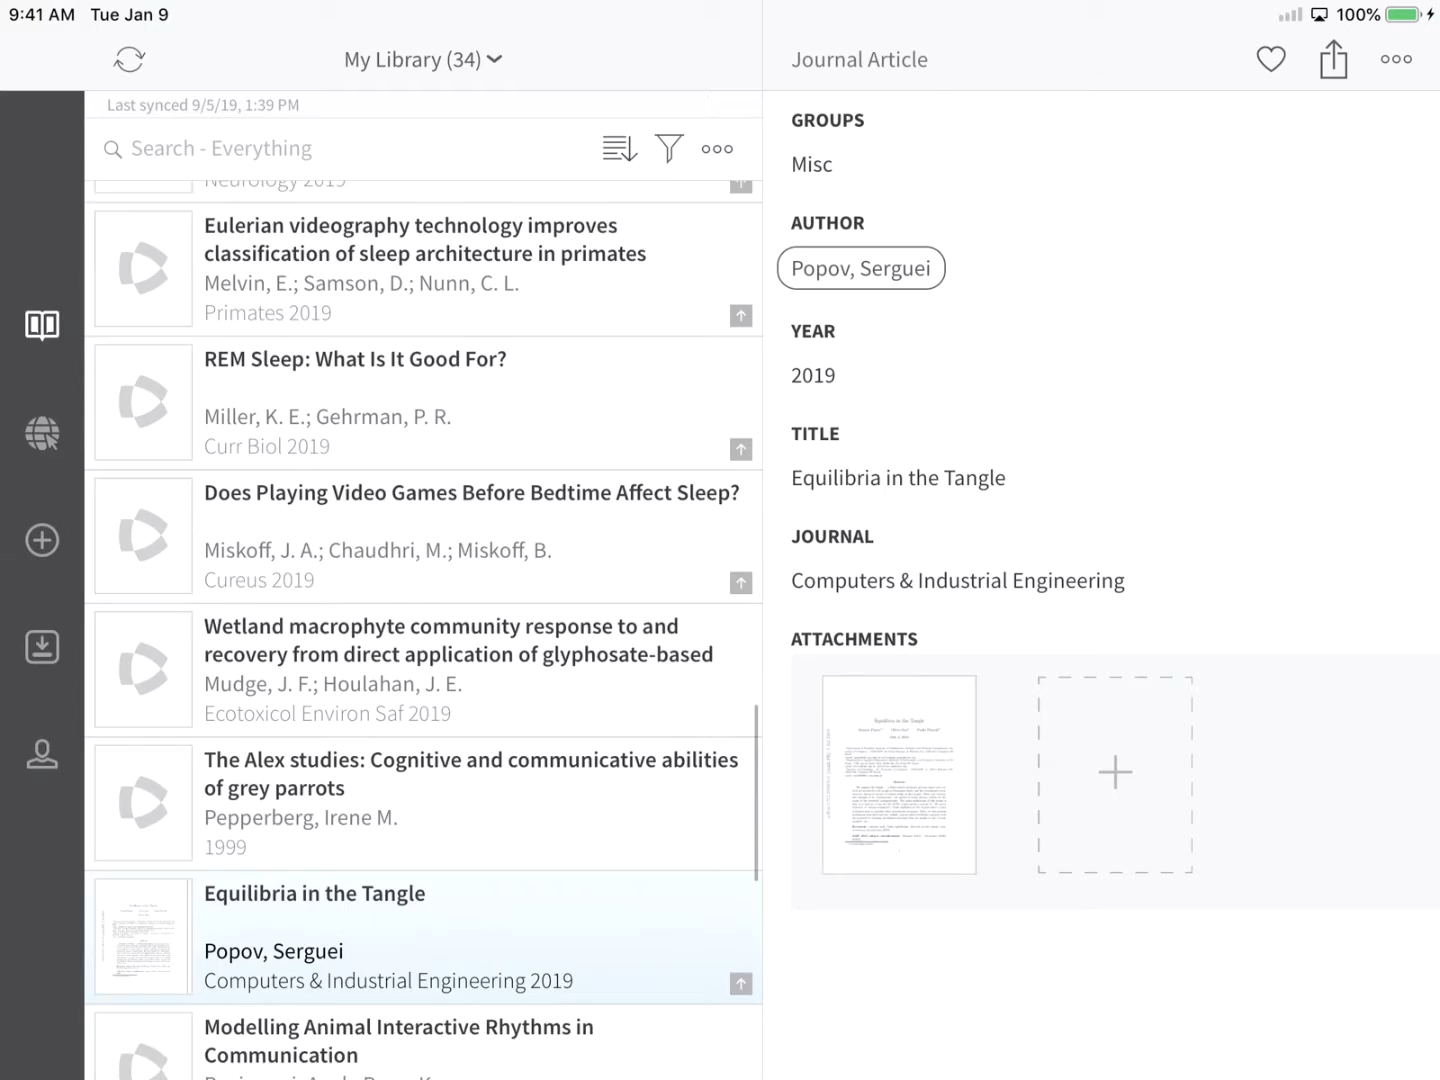 9:41 AM Tue Jan 9
100%
My Library (34)
Journal Article
Last synced 9/5/19, 1:39 PM
Search - Everything
Neurology 2019
Eulerian videography technology improves
classification of sleep architecture in primates
Melvin, E.; Samson, D.; Nunn, C. L.
Primates 2019
REM Sleep: What Is It Good For?
Miller, K. E.; Gehrman, P. R.
Curr Biol 2019
Does Playing Video Games Before Bedtime Affect Sleep?
Miskoff, J. A.; Chaudhri, M.; Miskoff, B.
Cureus 2019
Wetland macrophyte community response to and
recovery from direct application of glyphosate-based
Mudge, J. F.; Houlahan, J. E.
Ecotoxicol Environ Saf 2019
The Alex studies: Cognitive and communicative abilities
of grey parrots
Pepperberg, Irene M.
1999
Equilibria in the Tangle
Popov, Serguei
Computers & Industrial Engineering 2019
Modelling Animal Interactive Rhythms in
Communication
GROUPS
Misc
AUTHOR
Popov, Serguei
YEAR
2019
TITLE
Equilibria in the Tangle
JOURNAL
Computers & Industrial Engineering
ATTACHMENTS
Equilibria in the Tangle